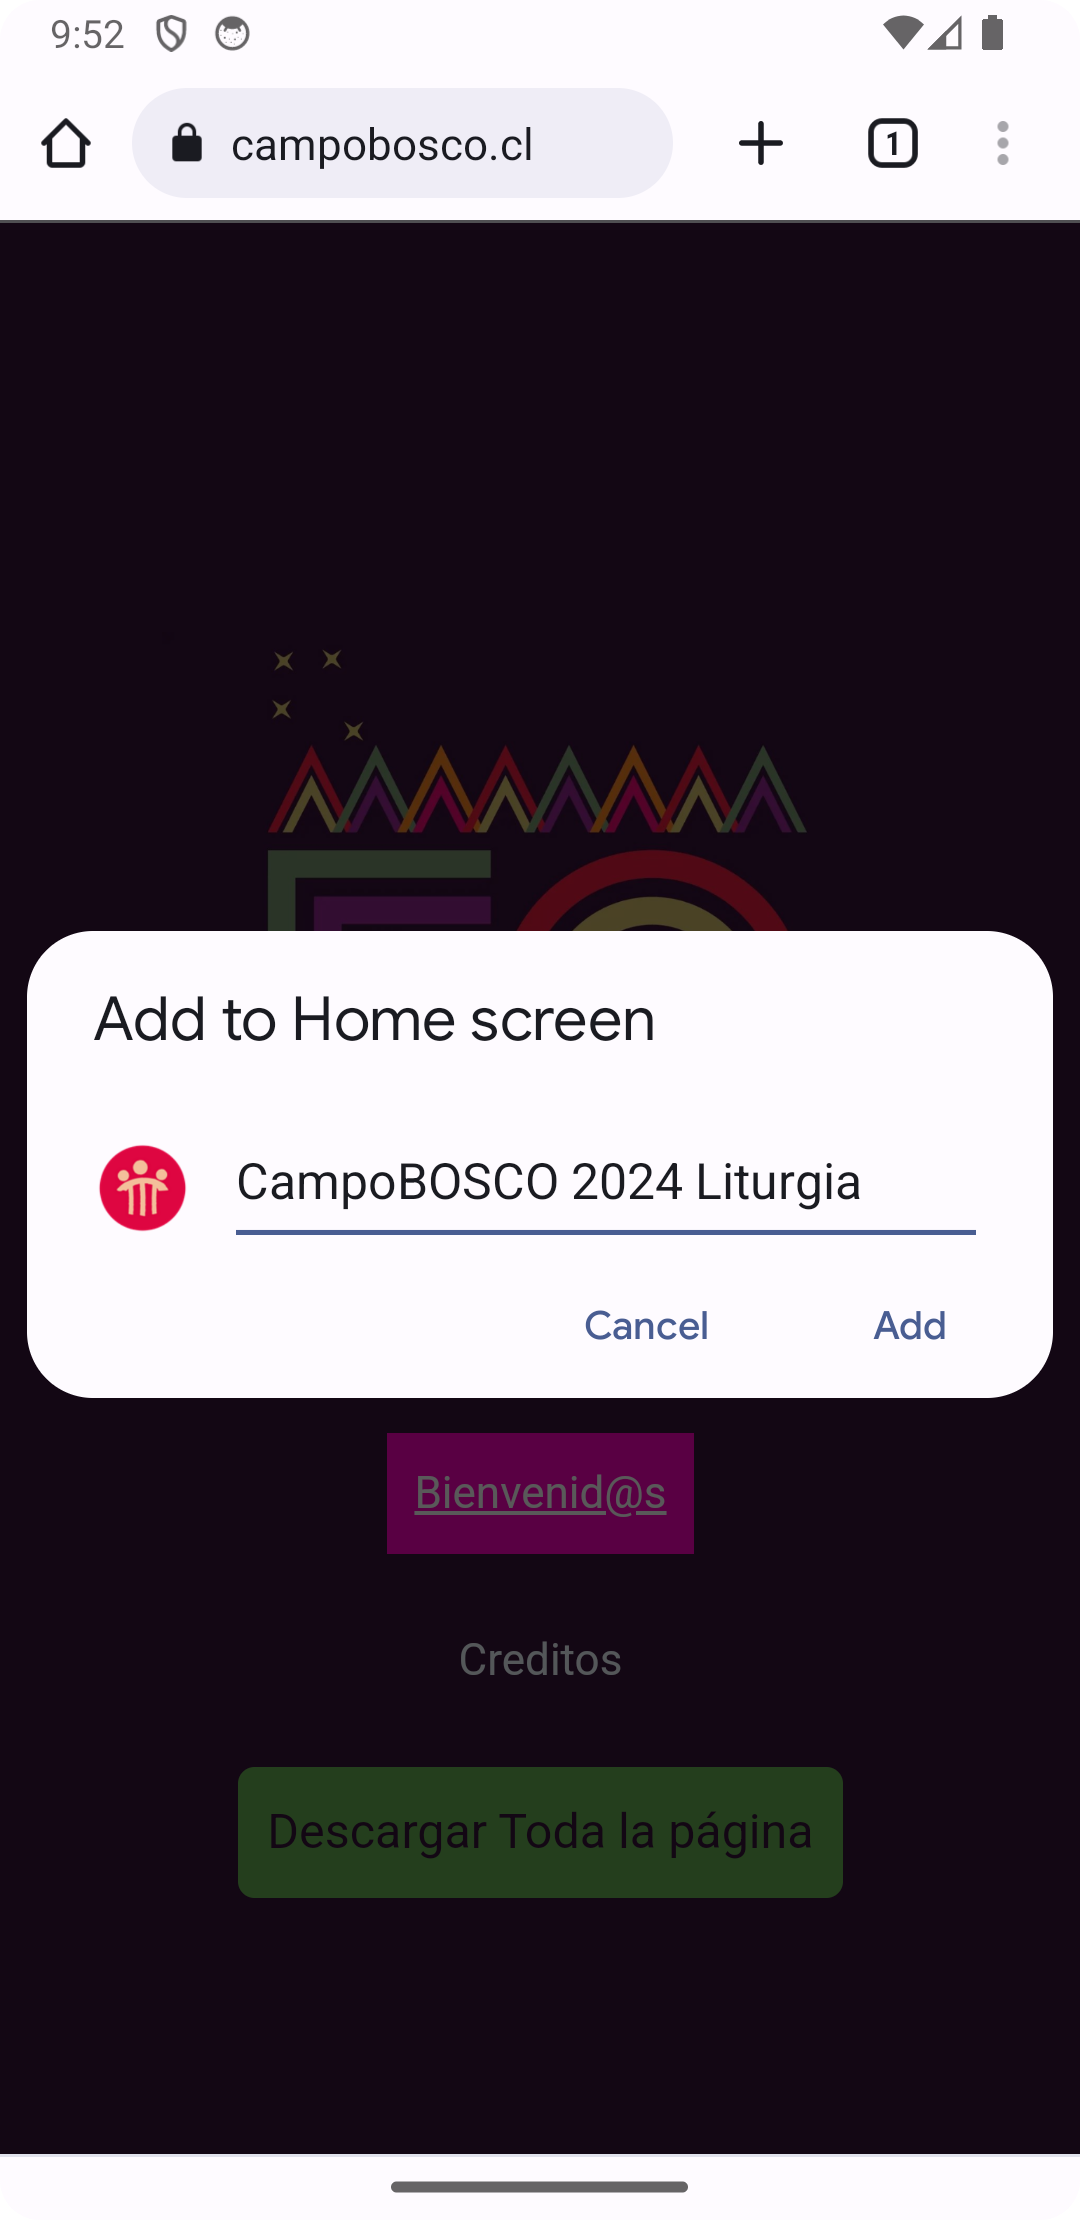 9:52
campobosco.cl
1
Add to Home screen
CampoBOSCO 2024 Liturgia
Cancel
Add
Bienvenid@s
Creditos
Descargar Toda la página